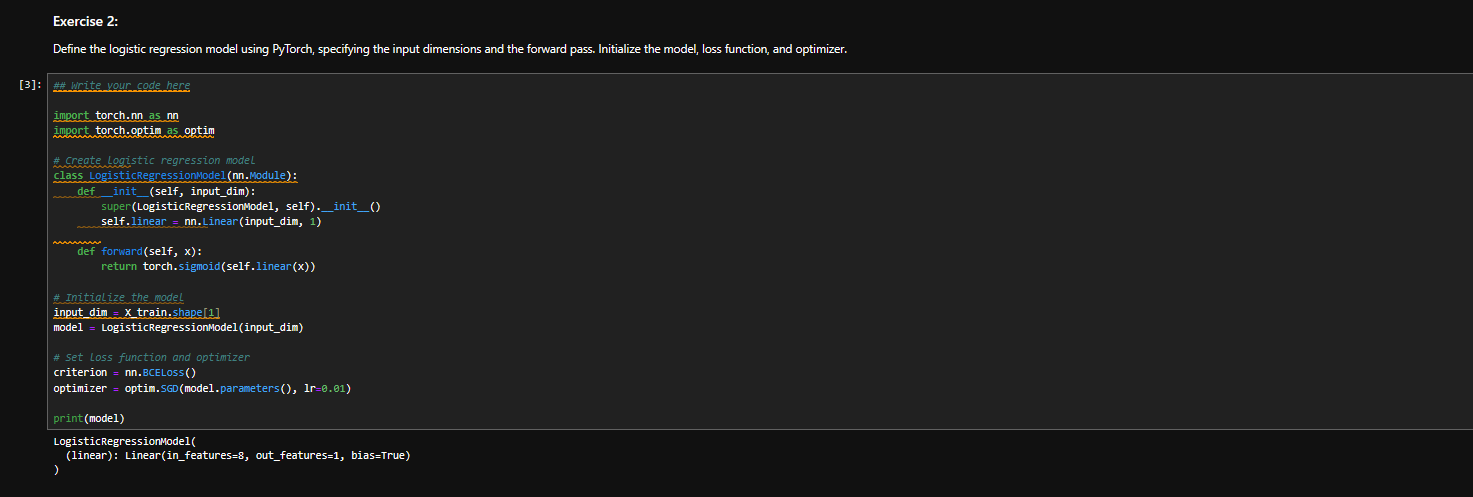 Exercise 2:
Define the logistic regression model using PyTorch, specifying the input dimensions and the forward pass. Initialize the model, loss function, and optimizer.
[3]:
## Write your code here
import torch.nn as nn
import torch.optim as optim
# Create Logistic regression model
class LogisticRegressionModel(nn.Module):
    def __init__(self, input_dim):
        super(LogisticRegressionModel, self).__init__()
        self.linear = nn.Linear(input_dim, 1)
    def forward(self, x):
        return torch.sigmoid(self.linear(x))
# Initialize the model
input_dim = X_train.shape[1]
model = LogisticRegressionModel(input_dim)
# Set loss function and optimizer
criterion = nn.BCELoss()
optimizer = optim.SGD(model.parameters(), lr=0.01)
print(model)
LogisticRegressionModel(
  (linear): Linear(in_features=8, out_features=1, bias=True)
)